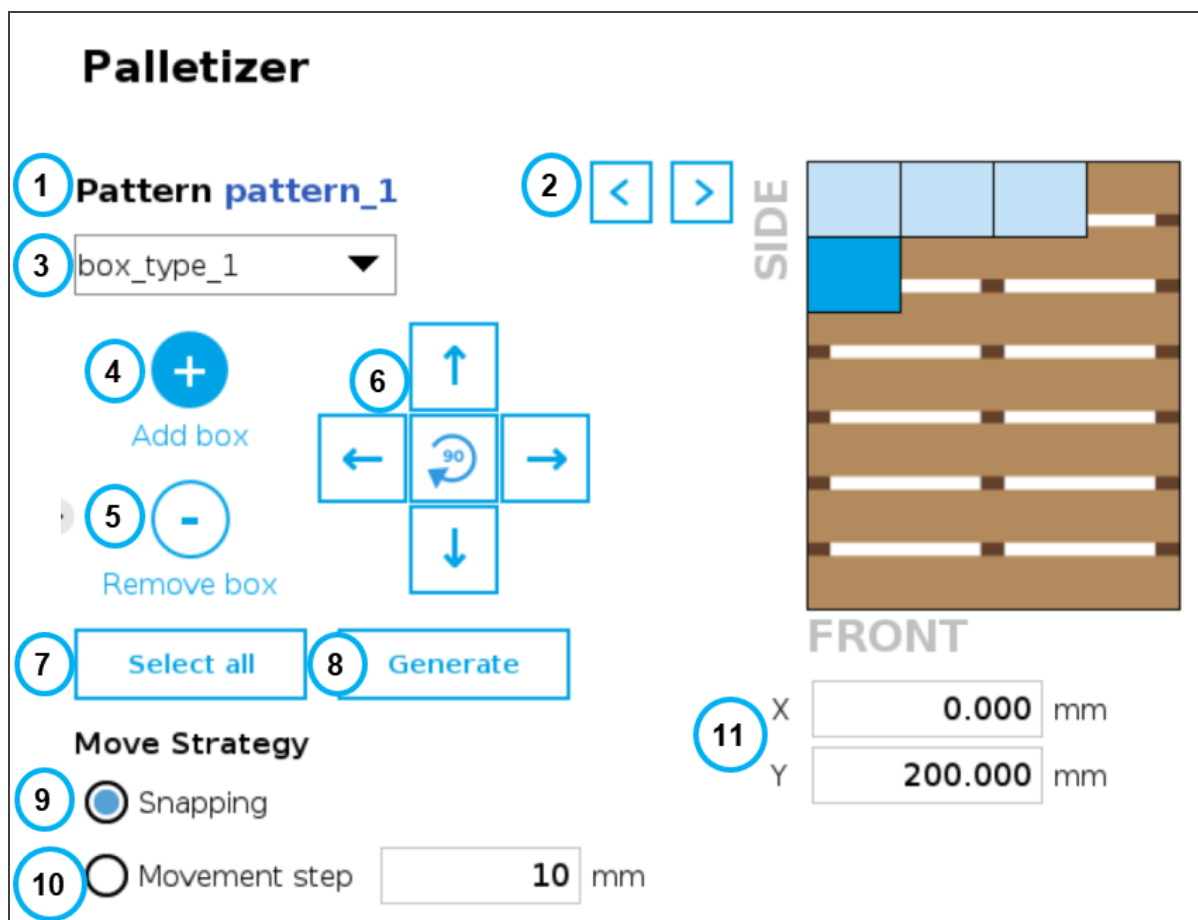 Palletizer
1 Pattern pattern_1
2 < >
SIDE
3 box_type_1
4 +
Add box
6 ↑
← 90 →
↓
5 -
Remove box
7 Select all
8 Generate
FRONT
11
X 0.000 mm
Y 200.000 mm
Move Strategy
9 Snapping
10 Movement step 10 mm